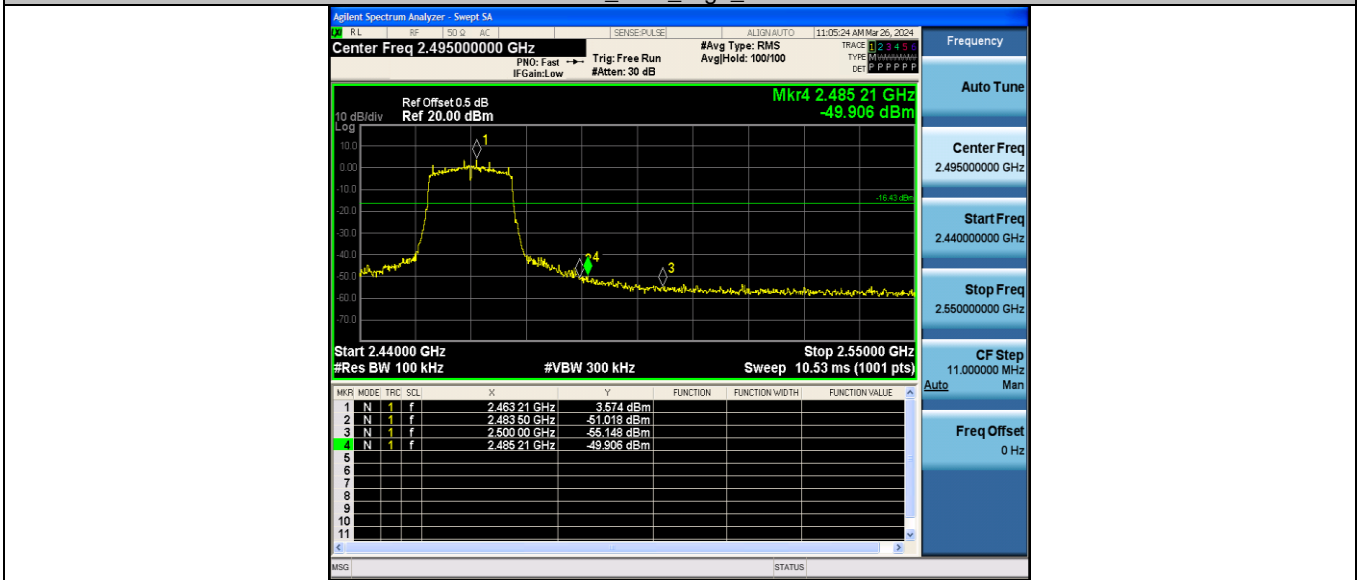 Agilent Spectrum Analyzer - Swept SA
RL RF 50 Ω AC SENSE:PULSE ALIGNAUTO 11:05:24 AM Mar 26, 2024
Center Freq 2.495000000 GHz #Avg Type: RMS TRACE 1 2 3 4 5 6
PNO: Fast Trig: Free Run Avg|Hold: 100/100 TYPE M
IFGain:Low #Atten: 30 dB DET P P P P P P
Mkr4 2.485 21 GHz
-49.906 dBm
Ref Offset 0.5 dB
10 dB/div Ref 20.00 dBm
Log
10.0
0.00
-10.0
-20.0
-30.0
-40.0
-50.0
-60.0
-70.0
1
-16.43 dBm
4
3
Start 2.44000 GHz Stop 2.55000 GHz
#Res BW 100 kHz #VBW 300 kHz Sweep 10.53 ms (1001 pts)
MKR MODE TRC SCL X Y FUNCTION FUNCTION WIDTH FUNCTION VALUE
1 N 1 f 2.463 21 GHz 3.574 dBm
2 N 1 f 2.483 50 GHz -51.018 dBm
3 N 1 f 2.500 00 GHz -55.148 dBm
4 N 1 f 2.485 21 GHz -49.906 dBm
5
6
7
8
9
10
11
MSG STATUS
Frequency
Auto Tune
Center Freq
2.495000000 GHz
Start Freq
2.440000000 GHz
Stop Freq
2.550000000 GHz
CF Step
11.000000 MHz
Auto Man
Freq Offset
0 Hz